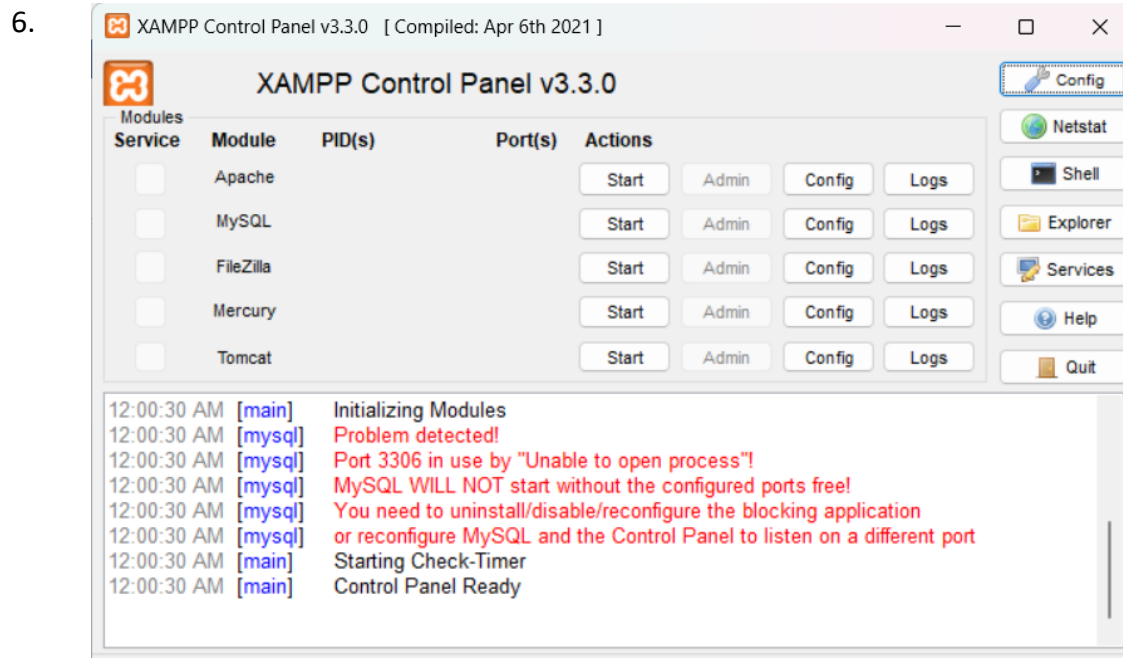 6.
XAMPP Control Panel v3.3.0 [ Compiled: Apr 6th 2021 ]
XAMPP Control Panel v3.3.0
Config
Modules
Service Module PID(s) Port(s) Actions
Netstat
Apache Start Admin Config Logs
Shell
MySQL Start Admin Config Logs
Explorer
FileZilla Start Admin Config Logs
Services
Mercury Start Admin Config Logs
Help
Tomcat Start Admin Config Logs
Quit
12:00:30 AM [main] Initializing Modules
12:00:30 AM [mysql] Problem detected!
12:00:30 AM [mysql] Port 3306 in use by "Unable to open process"!
12:00:30 AM [mysql] MySQL WILL NOT start without the configured ports free!
12:00:30 AM [mysql] You need to uninstall/disable/reconfigure the blocking application
12:00:30 AM [mysql] or reconfigure MySQL and the Control Panel to listen on a different port
12:00:30 AM [main] Starting Check-Timer
12:00:30 AM [main] Control Panel Ready